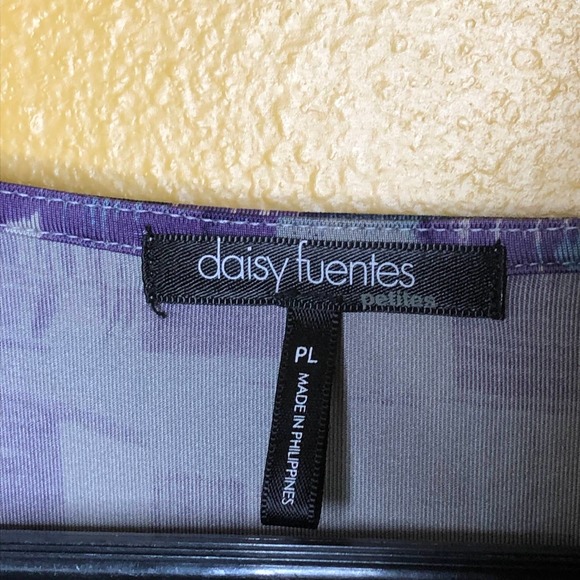 daisy fuentes
petites
PL
MADE IN PHILIPPINES